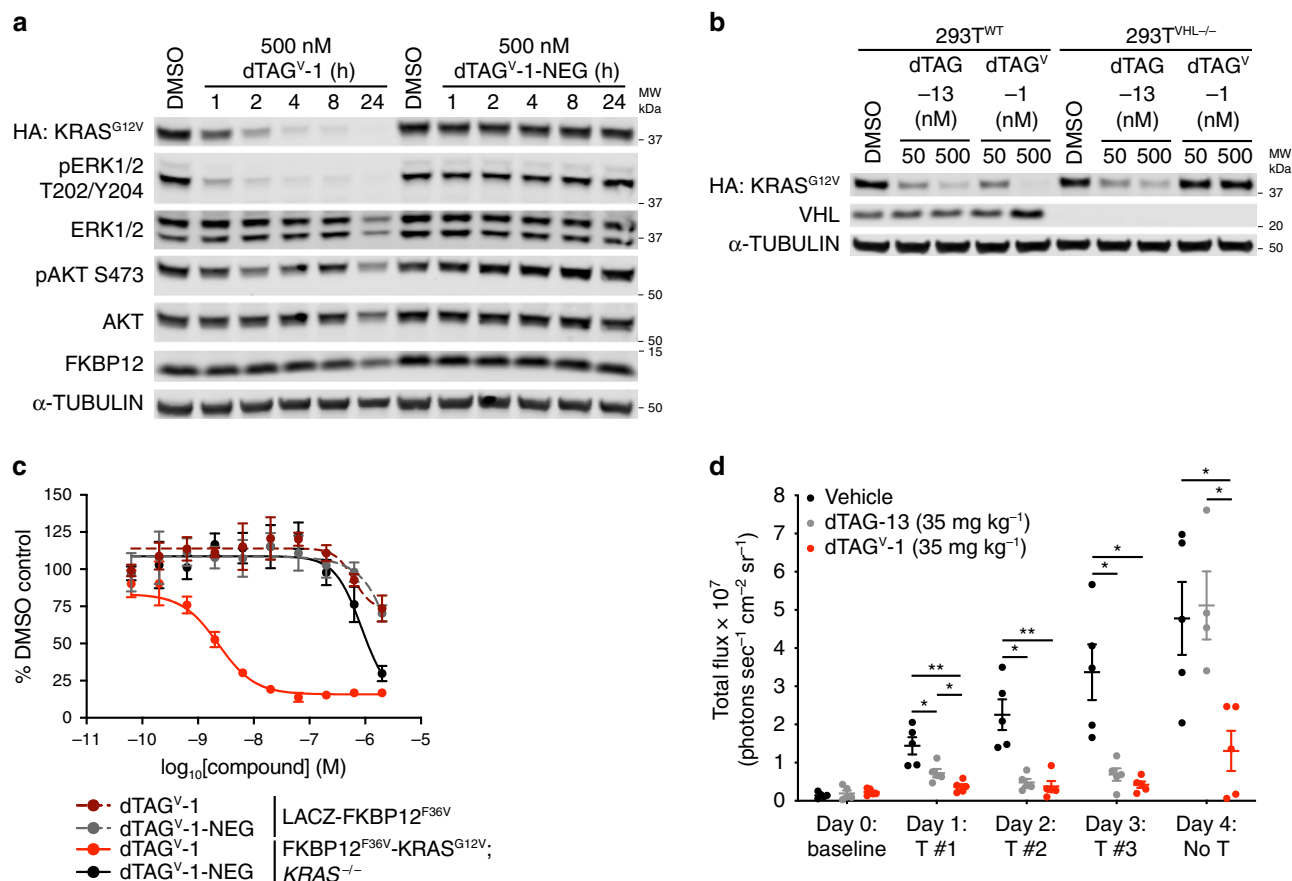 a
500 nM
dTAGⱽ-1 (h)
500 nM
dTAGⱽ-1-NEG (h)
DMSO 1 2 4 8 24 DMSO 1 2 4 8 24 MW kDa
HA: KRASᴳ¹²ⱽ
37
pERK1/2
T202/Y204
37
ERK1/2
37
pAKT S473
50
AKT
50
FKBP12
15
α-TUBULIN
50
b
293Tᵂᵀ 293Tⱽᴴᴸ⁻/⁻
dTAG dTAGⱽ dTAG dTAGⱽ
–13 –1 –13 –1
(nM) (nM) (nM) (nM)
DMSO 50 500 50 500 DMSO 50 500 50 500 MW kDa
HA: KRASᴳ¹²ⱽ
37
VHL
20
α-TUBULIN
50
c
% DMSO control
150
125
100
75
50
25
0
–11 –10 –9 –8 –7 –6 –5
log₁₀[compound] (M)
dTAGⱽ-1
dTAGⱽ-1-NEG
LACZ-FKBP12ᶠ³⁶ⱽ
dTAGⱽ-1
dTAGⱽ-1-NEG
FKBP12ᶠ³⁶ⱽ-KRASᴳ¹²ⱽ;
KRAS⁻/⁻
d
Total flux × 10⁷
(photons sec⁻¹ cm⁻² sr⁻¹)
8
7
6
5
4
3
2
1
0
Vehicle
dTAG-13 (35 mg kg⁻¹)
dTAGⱽ-1 (35 mg kg⁻¹)
** * *
** *
* *
* *
Day 0: Day 1: Day 2: Day 3: Day 4:
baseline T #1 T #2 T #3 No T